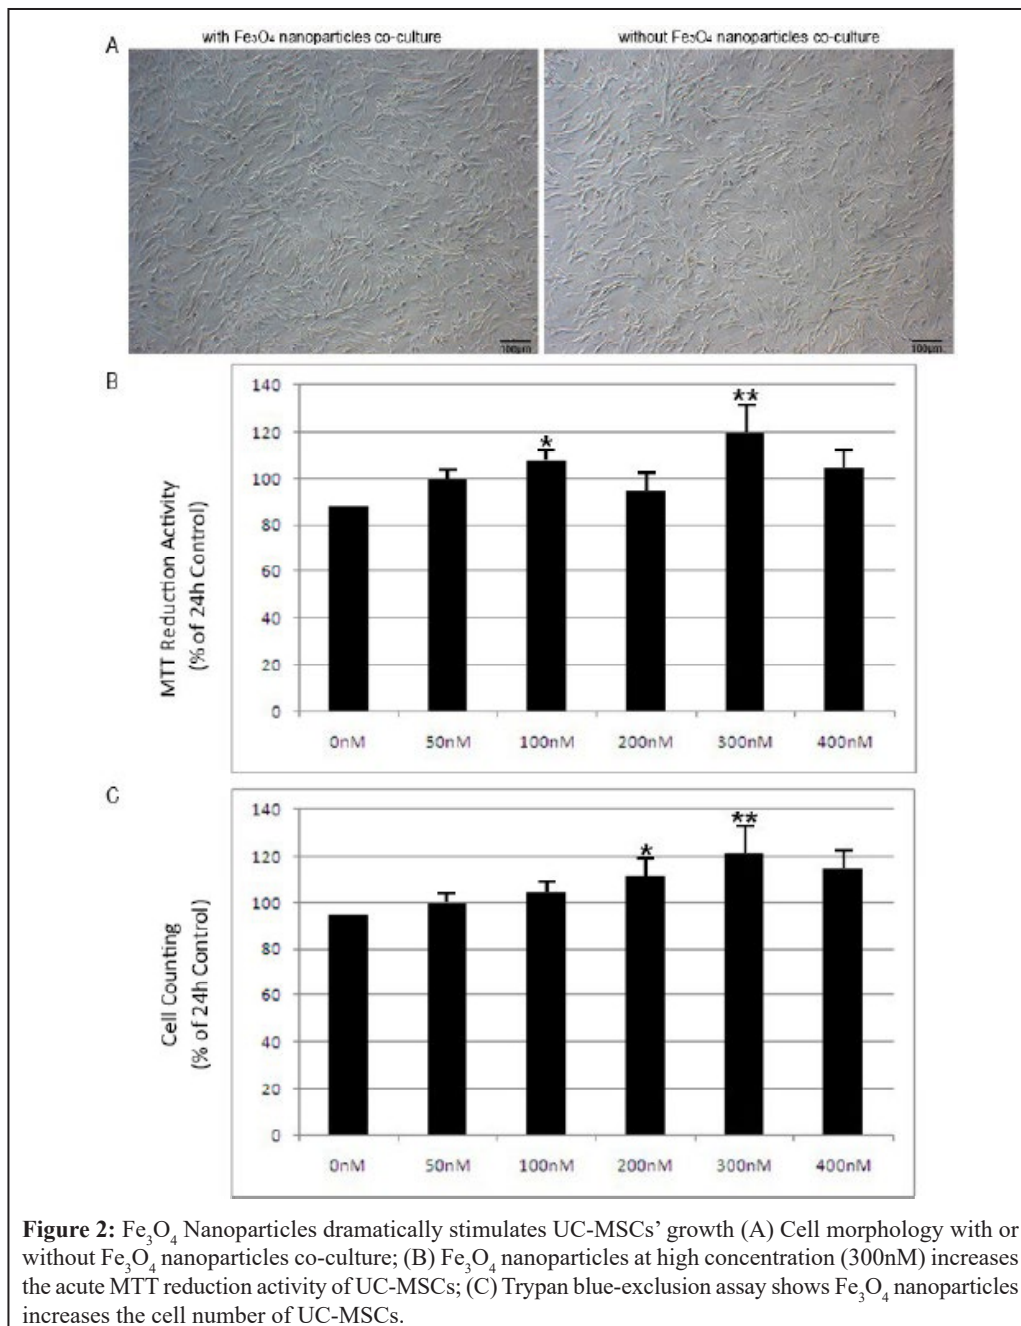 A
with Fe₃O₄ nanoparticles co-culture
without Fe₃O₄ nanoparticles co-culture
100μm
100μm
B
140
120
100
80
60
40
20
0
MTT Reduction Activity
(% of 24h Control)
*
**
0nM 50nM 100nM 200nM 300nM 400nM
C
140
120
100
80
60
40
20
0
Cell Counting
(% of 24h Control)
*
**
0nM 50nM 100nM 200nM 300nM 400nM
Figure 2: Fe₃O₄ Nanoparticles dramatically stimulates UC-MSCs’ growth (A) Cell morphology with or
without Fe₃O₄ nanoparticles co-culture; (B) Fe₃O₄ nanoparticles at high concentration (300nM) increases
the acute MTT reduction activity of UC-MSCs; (C) Trypan blue-exclusion assay shows Fe₃O₄ nanoparticles
increases the cell number of UC-MSCs.